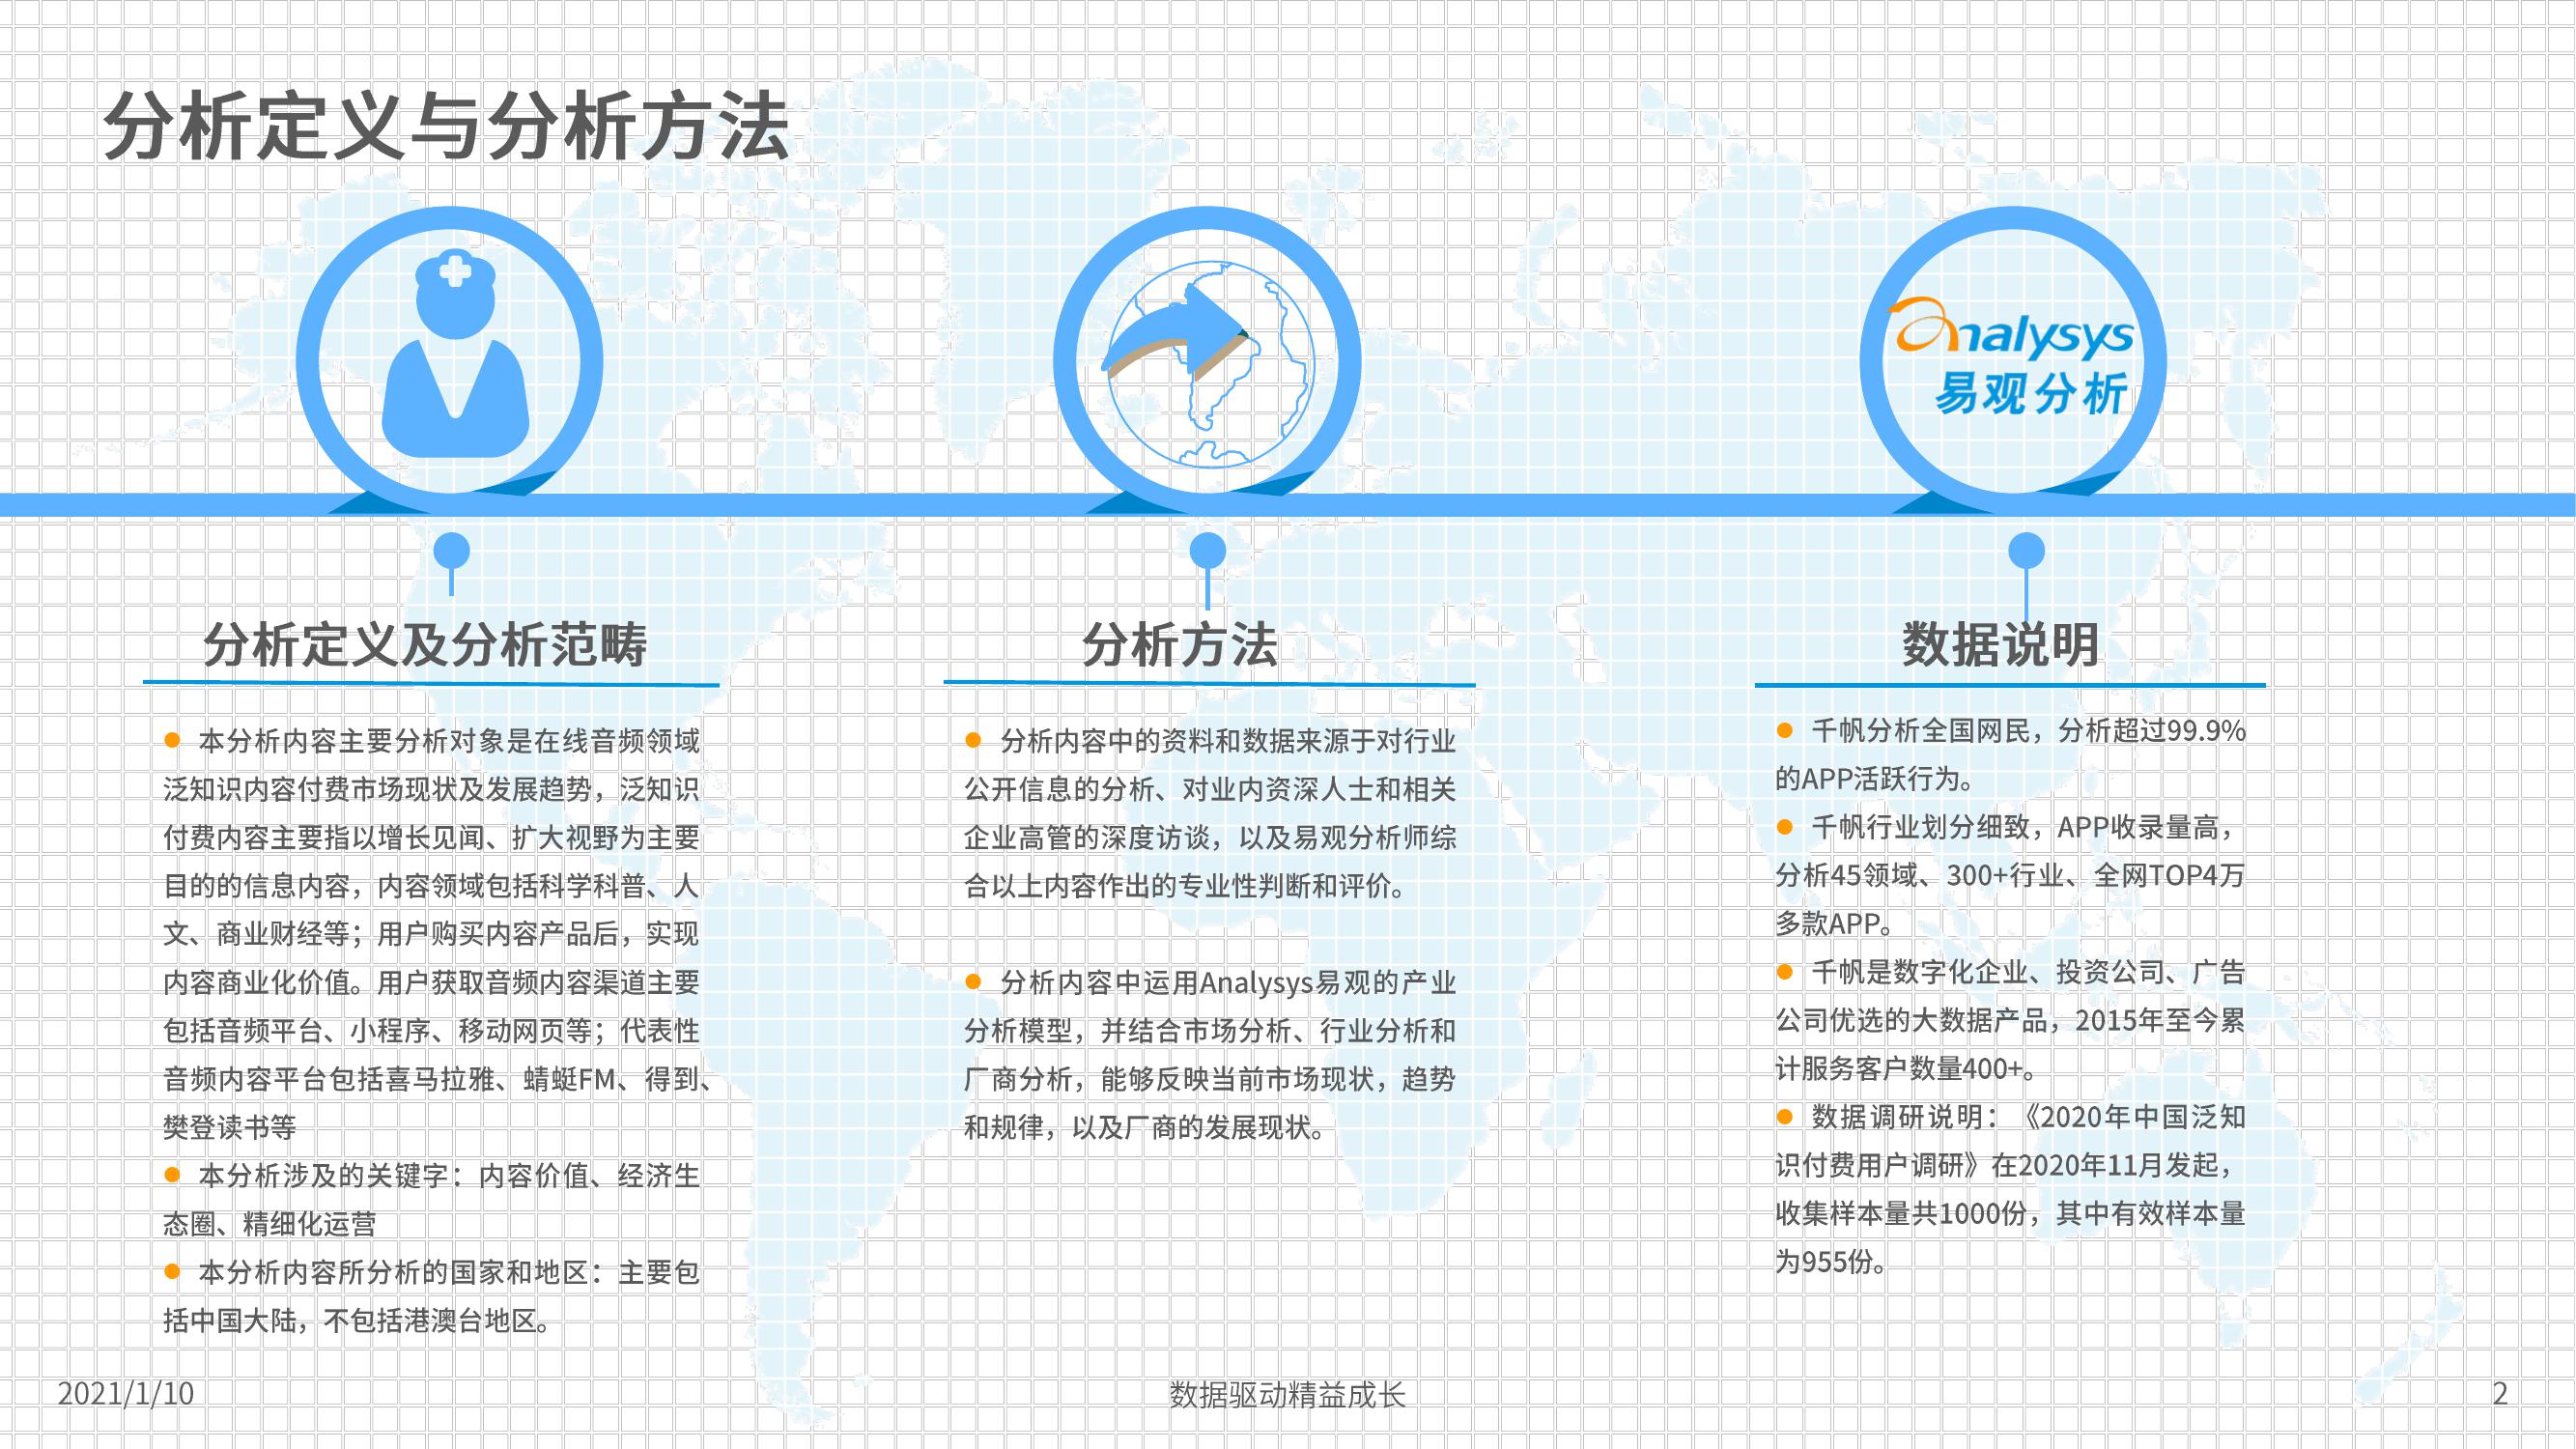 分析定义与分析方法
analysys
易观分析
分析定义及分析范畴
本分析内容主要分析对象是在线音频领域
泛知识内容付费市场现状及发展趋势，泛知识
付费内容主要指以增长见闻、扩大视野为主要
目的的信息内容，内容领域包括科学科普、人
文、商业财经等；用户购买内容产品后，实现
内容商业化价值。用户获取音频内容渠道主要
包括音频平台、小程序、移动网页等；代表性
音频内容平台包括喜马拉雅、蜻蜓FM、得到、
樊登读书等
本分析涉及的关键字：内容价值、经济生
态圈、精细化运营
本分析内容所分析的国家和地区：主要包
括中国大陆，不包括港澳台地区。
分析方法
分析内容中的资料和数据来源于对行业
公开信息的分析、对业内资深人士和相关
企业高管的深度访谈，以及易观分析师综
合以上内容作出的专业性判断和评价。
分析内容中运用Analysys易观的产业
分析模型，并结合市场分析、行业分析和
厂商分析，能够反映当前市场现状，趋势
和规律，以及厂商的发展现状。
数据说明
千帆分析全国网民，分析超过99.9%
的APP活跃行为。
千帆行业划分细致，APP收录量高，
分析45领域、300+行业、全网TOP4万
多款APP。
千帆是数字化企业、投资公司、广告
公司优选的大数据产品，2015年至今累
计服务客户数量400+。
数据调研说明：《2020年中国泛知
识付费用户调研》在2020年11月发起，
收集样本量共1000份，其中有效样本量
为955份。
2021/1/10
数据驱动精益成长
2